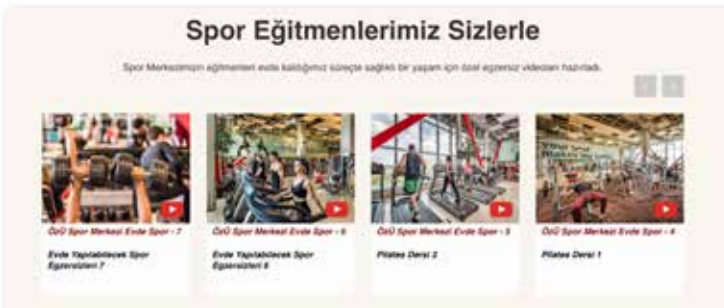 Spor Eğitmenlerimiz Sizlerle
Spor Merkezimizin eğitmenleri evde kaldığımız süreçte sağlıklı bir yaşam için özel egzersiz videoları hazırladı.
ÖzÜ Spor Merkezi Evde Spor - 7
Evde Yapılabilecek Spor
Egzersizleri 7
ÖzÜ Spor Merkezi Evde Spor - 6
Evde Yapılabilecek Spor
Egzersizleri 6
ÖzÜ Spor Merkezi Evde Spor - 5
Pilates Dersi 2
ÖzÜ Spor Merkezi Evde Spor - 4
Pilates Dersi 1